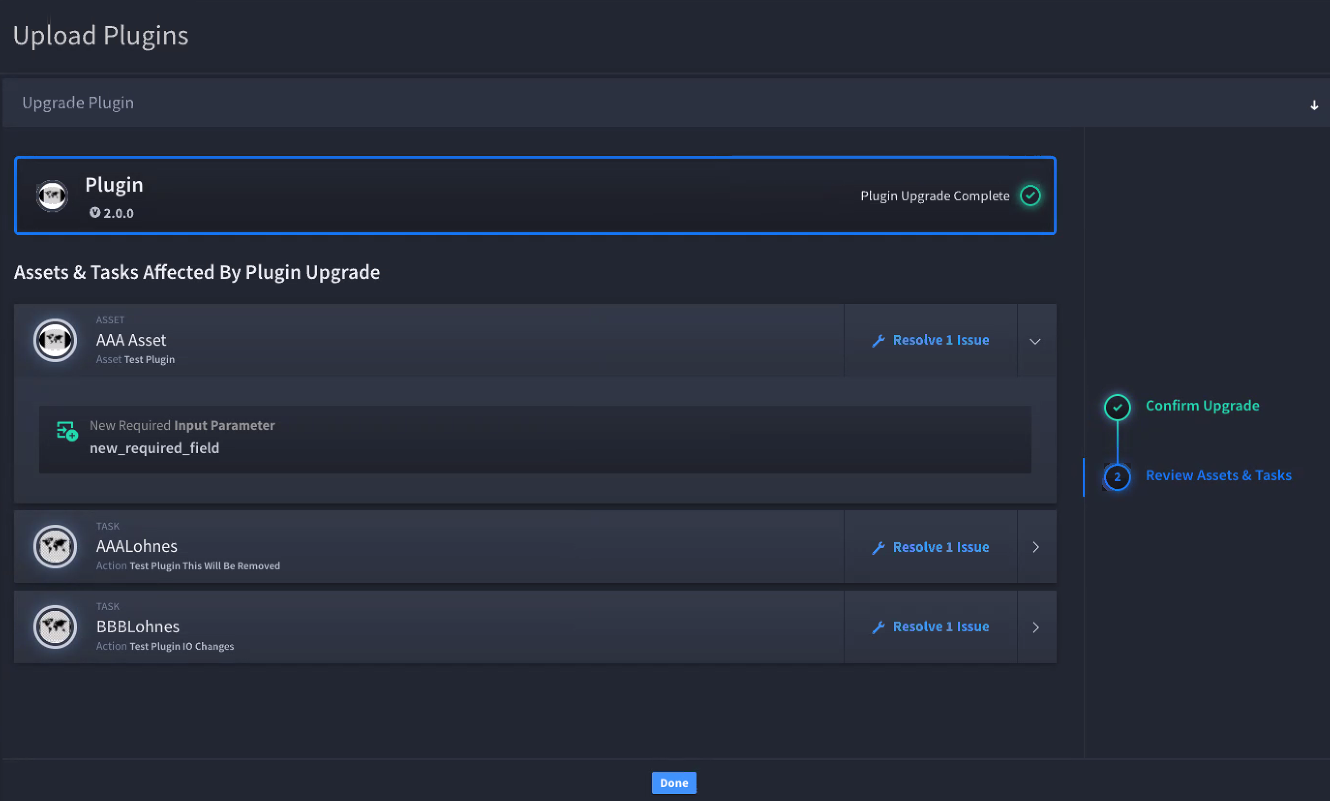 Upload Plugins
Upgrade Plugin
Plugin
V 2.0.0
Plugin Upgrade Complete
Assets & Tasks Affected By Plugin Upgrade
ASSET
AAA Asset
Asset Test Plugin
Resolve 1 Issue
New Required Input Parameter
new_required_field
TASK
AAALohnes
Action Test Plugin This Will Be Removed
Resolve 1 Issue
TASK
BBBLohnes
Action Test Plugin IO Changes
Resolve 1 Issue
Confirm Upgrade
2 Review Assets & Tasks
Done